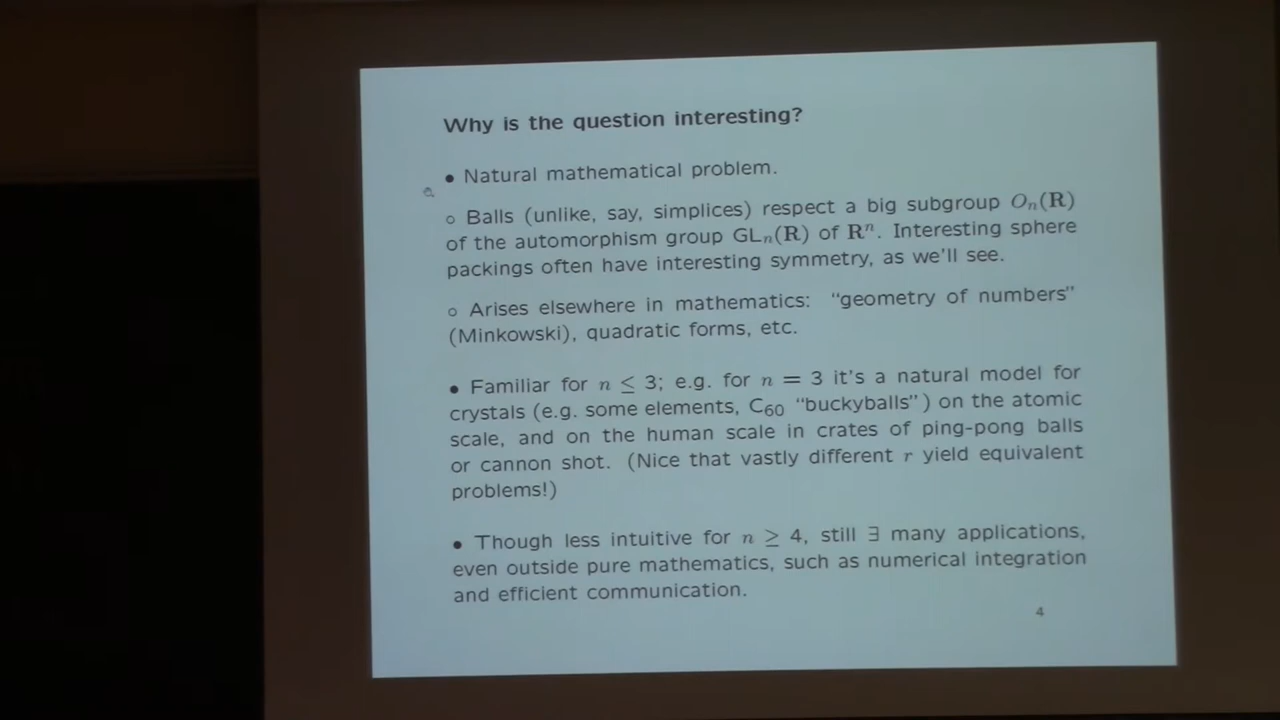 Why is the question interesting?
• Natural mathematical problem.
◦ Balls (unlike, say, simplices) respect a big subgroup Oₙ(R)
of the automorphism group GLₙ(R) of Rⁿ. Interesting sphere
packings often have interesting symmetry, as we'll see.
◦ Arises elsewhere in mathematics: "geometry of numbers"
(Minkowski), quadratic forms, etc.
• Familiar for n ≤ 3; e.g. for n = 3 it's a natural model for
crystals (e.g. some elements, C₆₀ "buckyballs") on the atomic
scale, and on the human scale in crates of ping-pong balls
or cannon shot. (Nice that vastly different r yield equivalent
problems!)
• Though less intuitive for n ≥ 4, still ∃ many applications,
even outside pure mathematics, such as numerical integration
and efficient communication.
4